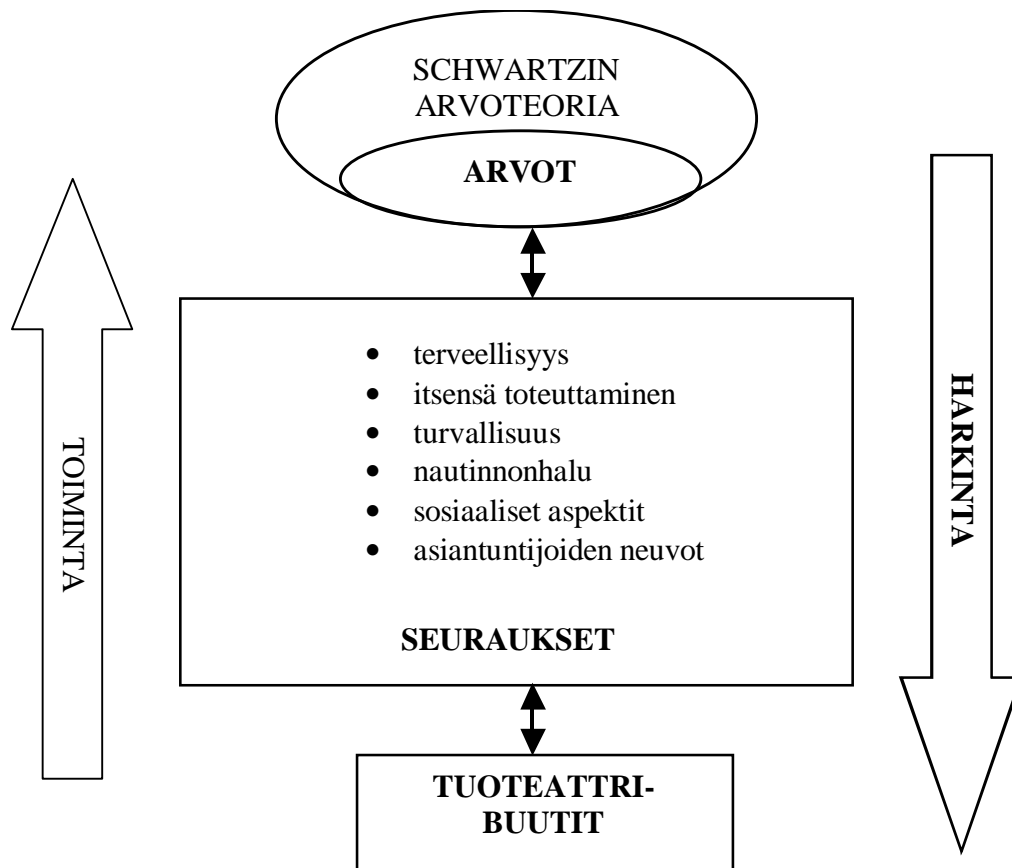 SCHWARTZIN
ARVOTEORIA
ARVOT
TOIMINTA
• terveellisyys
• itsensä toteuttaminen
• turvallisuus
• nautinnonhalu
• sosiaaliset aspektit
• asiantuntijoiden neuvot
SEURAUKSET
HARKINTA
TUOTEATTRI-
BUUTIT